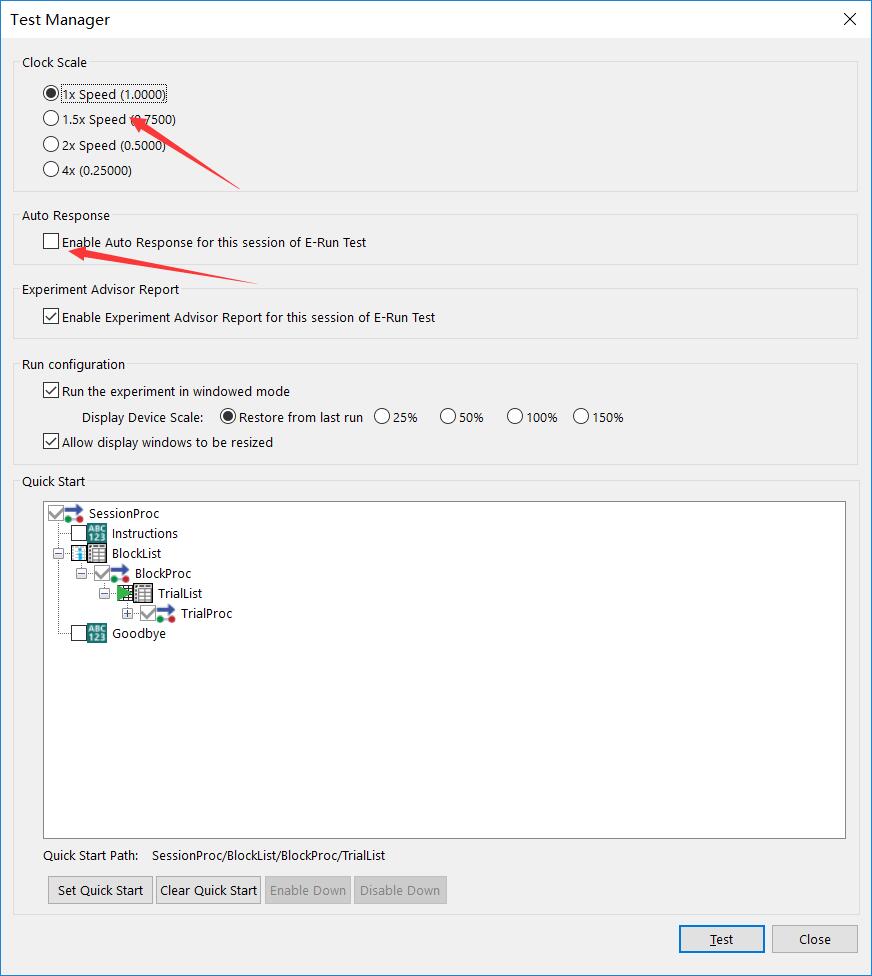 Test Manager
Clock Scale
1x Speed (1.0000)
1.5x Speed (0.7500)
2x Speed (0.5000)
4x (0.25000)
Auto Response
Enable Auto Response for this session of E-Run Test
Experiment Advisor Report
Enable Experiment Advisor Report for this session of E-Run Test
Run configuration
Run the experiment in windowed mode
Display Device Scale: Restore from last run 25% 50% 100% 150%
Allow display windows to be resized
Quick Start
SessionProc
ABC 123 Instructions
BlockList
BlockProc
TrialList
TrialProc
ABC 123 Goodbye
Quick Start Path: SessionProc/BlockList/BlockProc/TrialList
Set Quick Start Clear Quick Start Enable Down Disable Down
Test Close